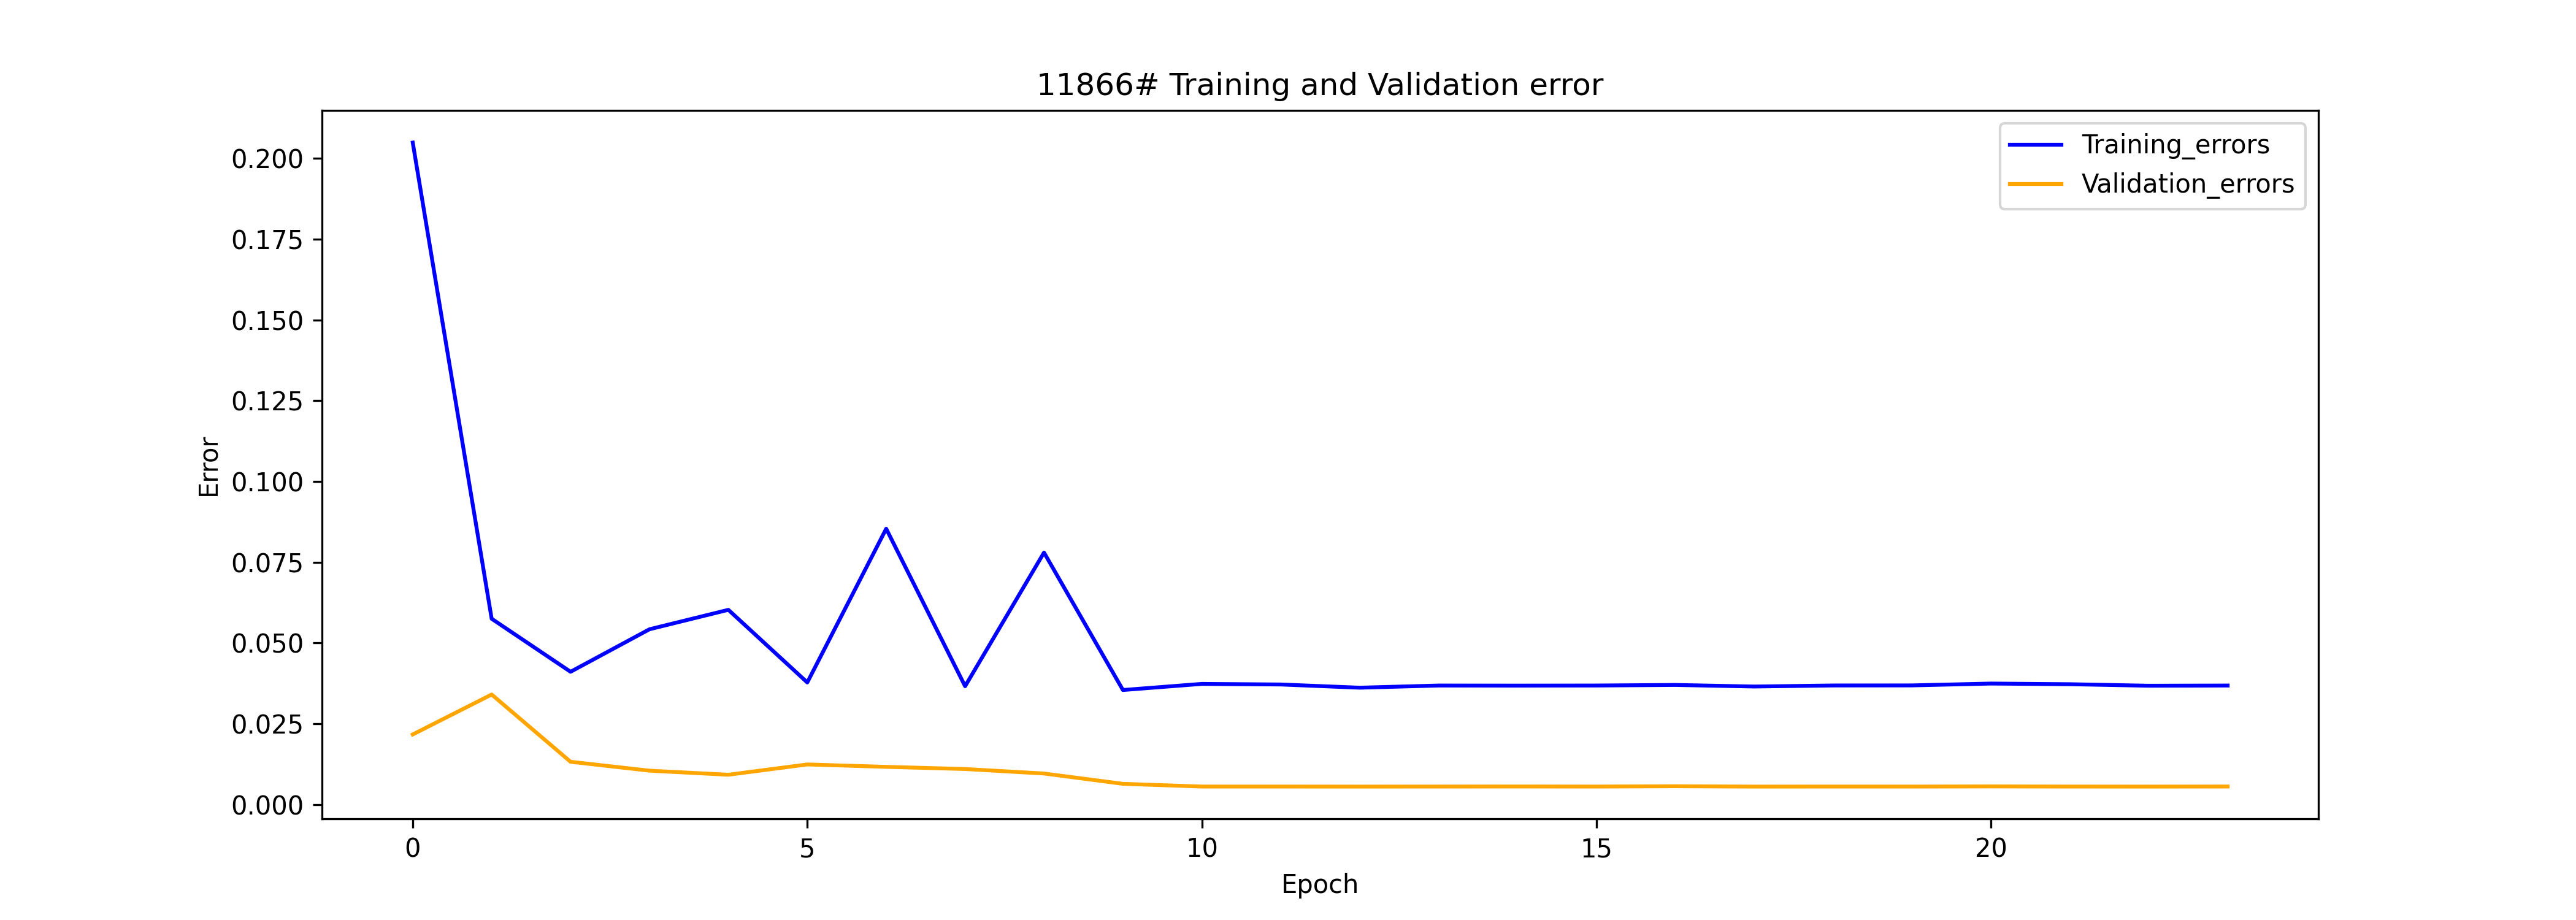 11866# Training and Validation error
Training_errors
Validation_errors
0.200
0.175
0.150
0.125
0.100
0.075
0.050
0.025
0.000
Error
0 5 10 15 20
Epoch